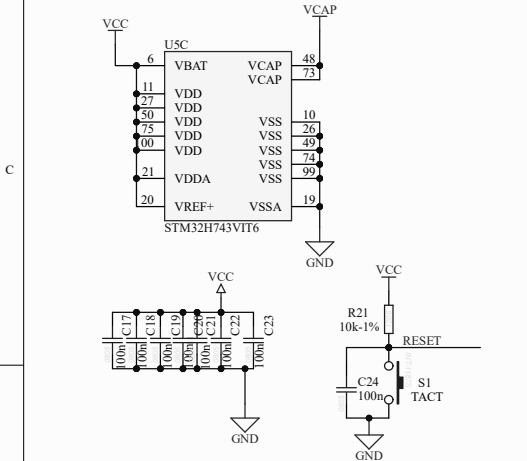 VCAP
VCC
U5C
6 VBAT VCAP 48
VCAP 73
11 VDD
27 VDD VSS 10
50 VDD VSS 26
75 VDD VSS 49
00 VDD VSS 74
21 VDDA VSS 99
20 VREF+ VSSA 19
STM32H743VIT6
GND
C
VCC
C17 C18 C19 C20 C21 C22 C23
100n 100n 100n 100n 100n 100n 100n
GND
VCC
R21
10k-1%
RESET
C24
100n
S1
TACT
GND